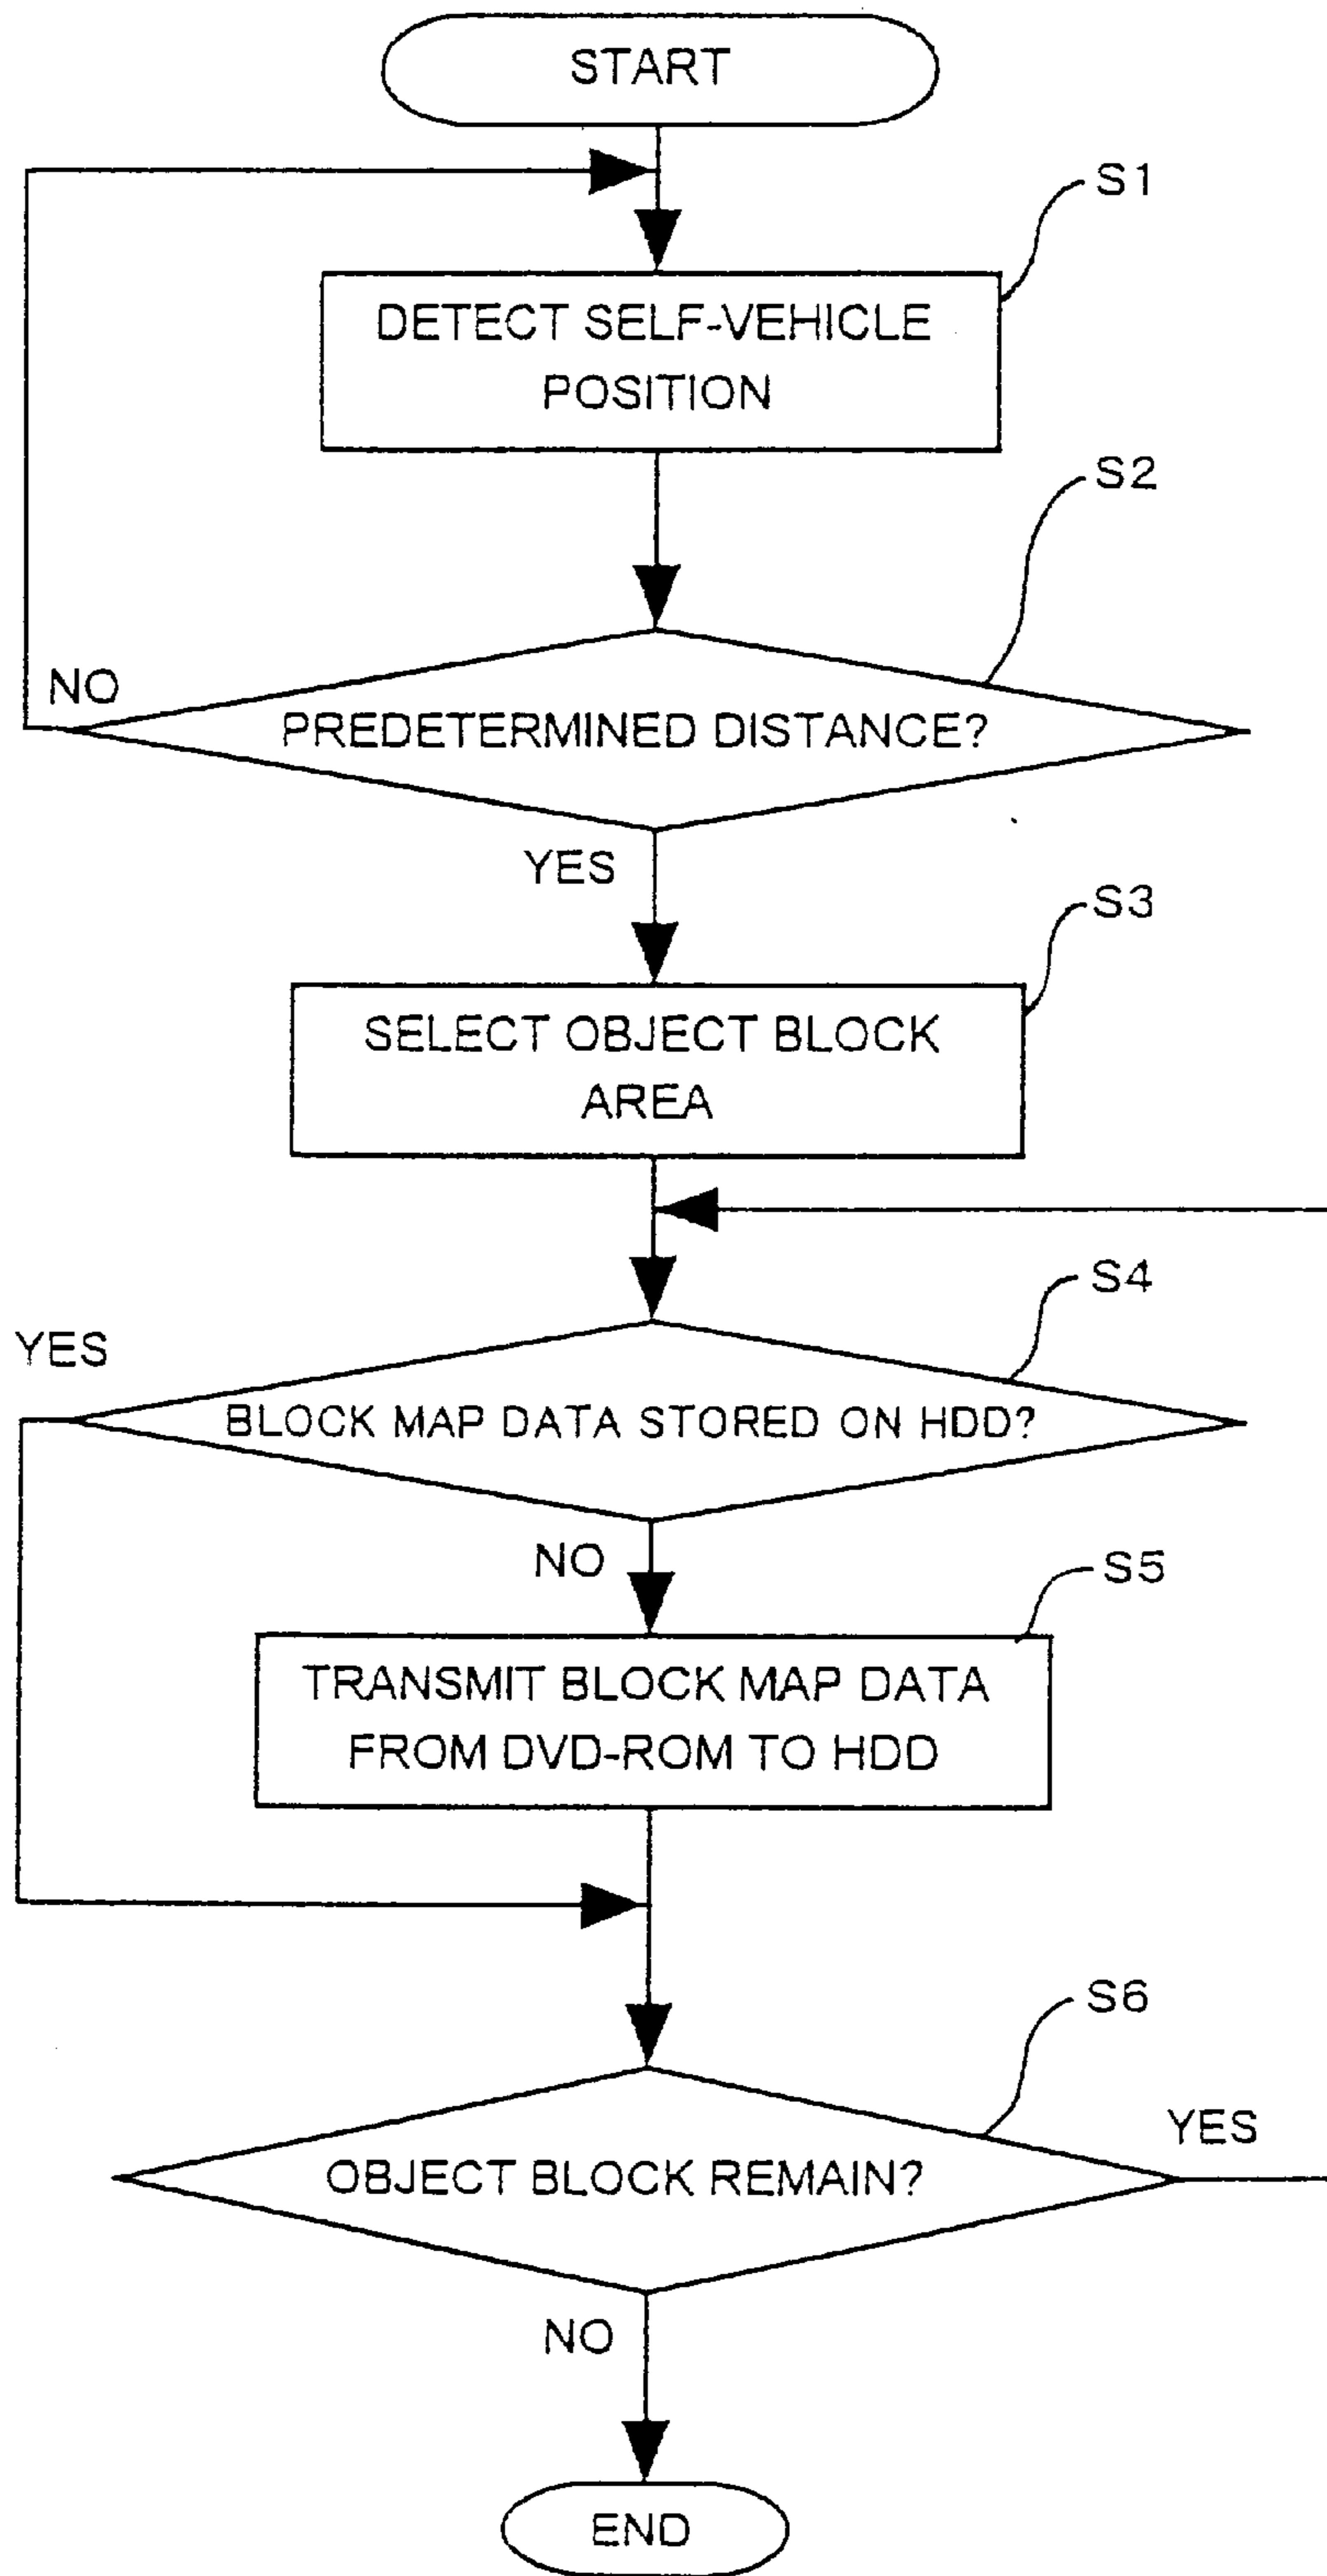 START
S1
DETECT SELF-VEHICLE
POSITION
S2
NO
PREDETERMINED DISTANCE?
YES
S3
SELECT OBJECT BLOCK
AREA
S4
YES
BLOCK MAP DATA STORED ON HDD?
NO
S5
TRANSMIT BLOCK MAP DATA
FROM DVD-ROM TO HDD
S6
YES
OBJECT BLOCK REMAIN?
NO
END